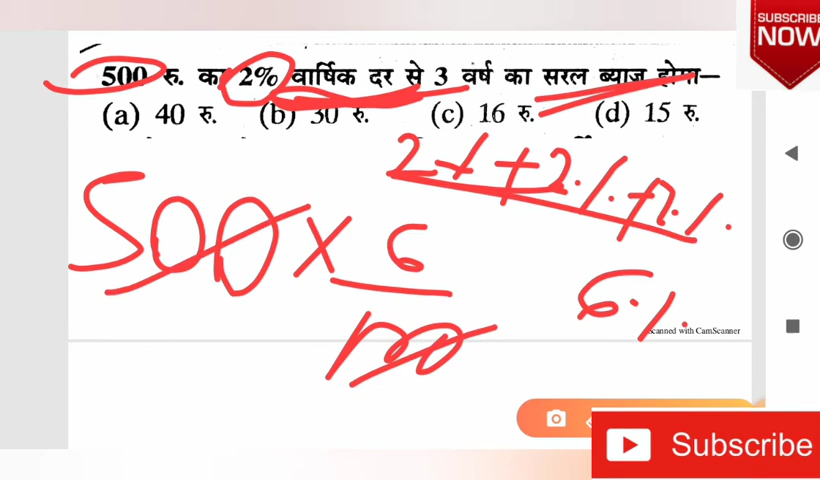 SUBSCRIBE
NOW
500 रु. का 2% वार्षिक दर से 3 वर्ष का सरल ब्याज होगा–
(a) 40 रु. (b) 30 रु. (c) 16 रु. (d) 15 रु.
2% + 2% + 2%
500 × 6
6%
100
Scanned with CamScanner
Subscribe